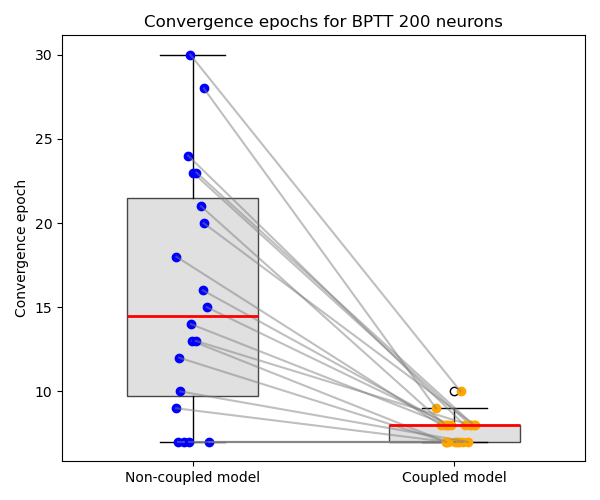 Convergence epochs for BPTT 200 neurons
30
25
20
15
10
Convergence epoch
Non-coupled model
Coupled model